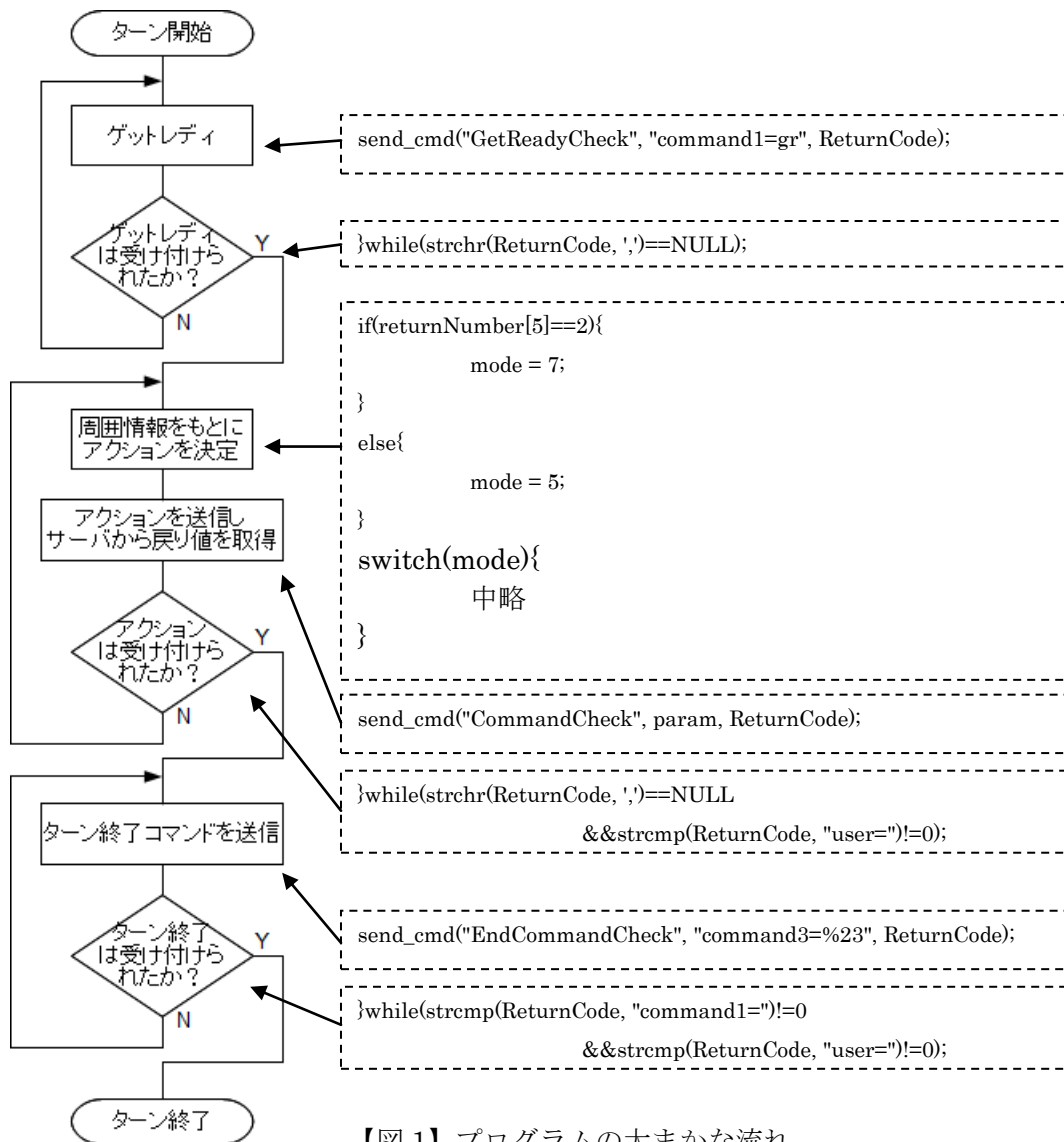 ターン開始
ゲットレディ
send_cmd("GetReadyCheck", "command1=gr", ReturnCode);
ゲットレディ
は受け付けら
れたか？
Y
N
}while(strchr(ReturnCode, ',')==NULL);
周囲情報をもとに
アクションを決定
if(returnNumber[5]==2){
mode = 7;
}
else{
mode = 5;
}
switch(mode){
中略
}
アクションを送信し
サーバから戻り値を取得
send_cmd("CommandCheck", param, ReturnCode);
アクション
は受け付けら
れたか？
Y
N
}while(strchr(ReturnCode, ',')==NULL
&&strcmp(ReturnCode, "user=")!=0);
ターン終了コマンドを送信
send_cmd("EndCommandCheck", "command3=%23", ReturnCode);
ターン終了
は受け付けら
れたか？
Y
N
}while(strcmp(ReturnCode, "command1=")!=0
&&strcmp(ReturnCode, "user=")!=0);
ターン終了
【図 1】プログラムの大まかな流れ